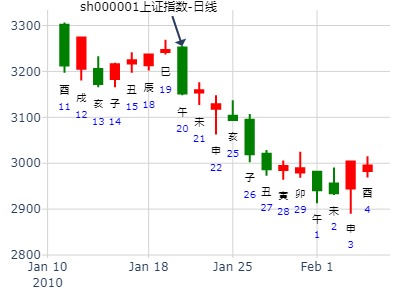 sh000001上证指数-日线
3300
3200
3100
3000
2900
2800
酉
11
戌
12
亥
13
子
14
丑
15
辰
18
巳
19
午
20
未
21
申
22
亥
25
子
26
丑
27
寅
28
卯
29
午
1
未
2
申
3
酉
4
Jan 10
2010
Jan 18
Jan 25
Feb 1